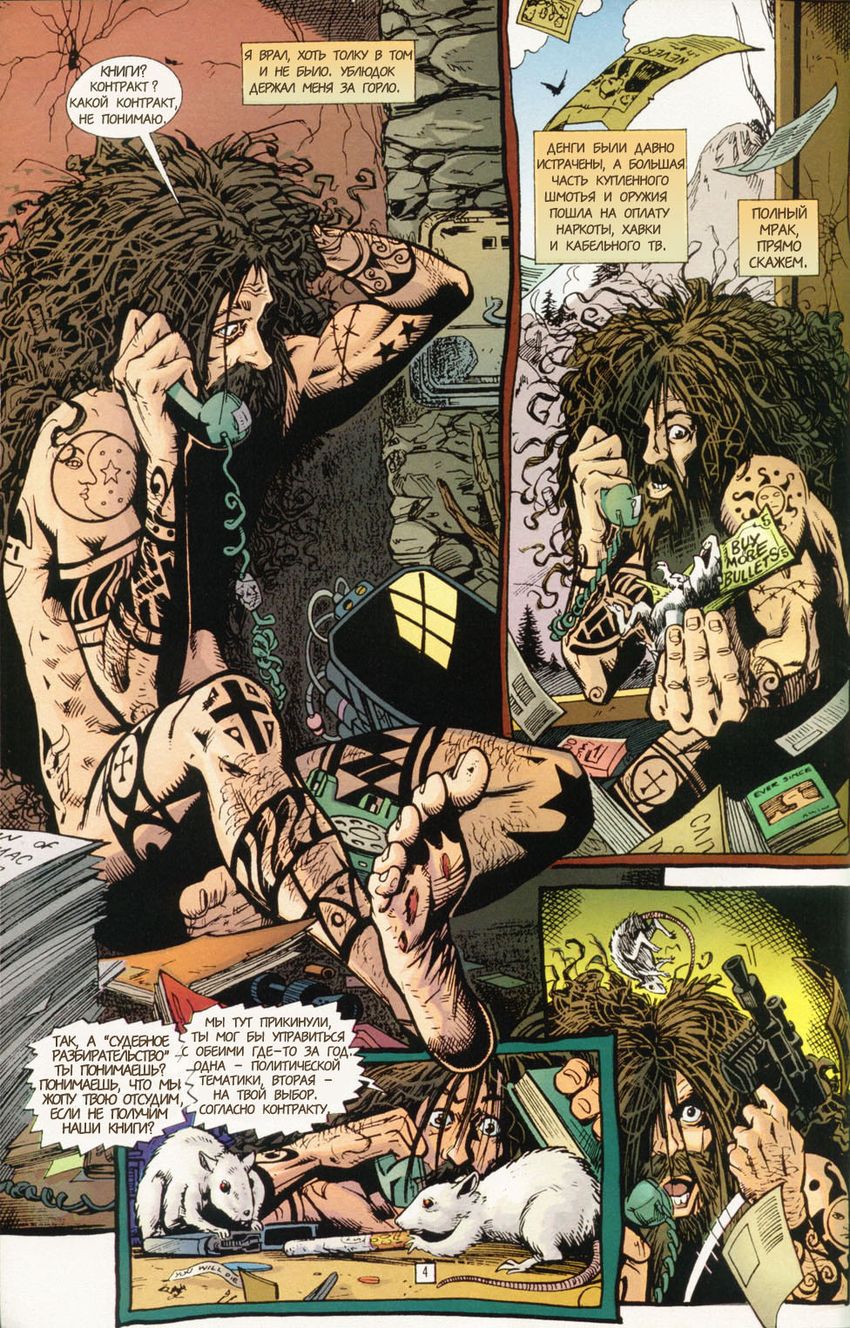 Я ВРАЛ, ХОТЬ ТОЛКУ В ТОМ
И НЕ БЫЛО. УБЛЮДОК
ДЕРЖАЛ МЕНЯ ЗА ГОРЛО.
КНИГИ?
КОНТРАКТ?
КАКОЙ КОНТРАКТ,
НЕ ПОНИМАЮ.
NEVERS
ДЕНГИ БЫЛИ ДАВНО
ИСТРАЧЕНЫ, А БОЛЬШАЯ
ЧАСТЬ КУПЛЕННОГО
ШМОТЬЯ И ОРУЖИЯ
ПОШЛА НА ОПЛАТУ
НАРКОТЫ, ХАВКИ
И КАБЕЛЬНОГО ТВ.
ПОЛНЫЙ
МРАК,
ПРЯМО
СКАЖЕМ.
BUY
MORE
BULLETS
EVER SINCE
ТАК, А "СУДЕБНОЕ
РАЗБИРАТЕЛЬСТВО"
ТЫ ПОНИМАЕШЬ?
ПОНИМАЕШЬ, ЧТО МЫ
ЖОПУ ТВОЮ ОТСУДИМ,
ЕСЛИ НЕ ПОЛУЧИМ
НАШИ КНИГИ?
МЫ ТУТ ПРИКИНУЛИ,
ТЫ МОГ БЫ УПРАВИТЬСЯ
С ОБЕИМИ ГДЕ-ТО ЗА ГОД.
ОДНА - ПОЛИТИЧЕСКОЙ
ТЕМАТИКИ, ВТОРАЯ -
НА ТВОЙ ВЫБОР.
СОГЛАСНО КОНТРАКТУ.
YOU WILL DIE
4